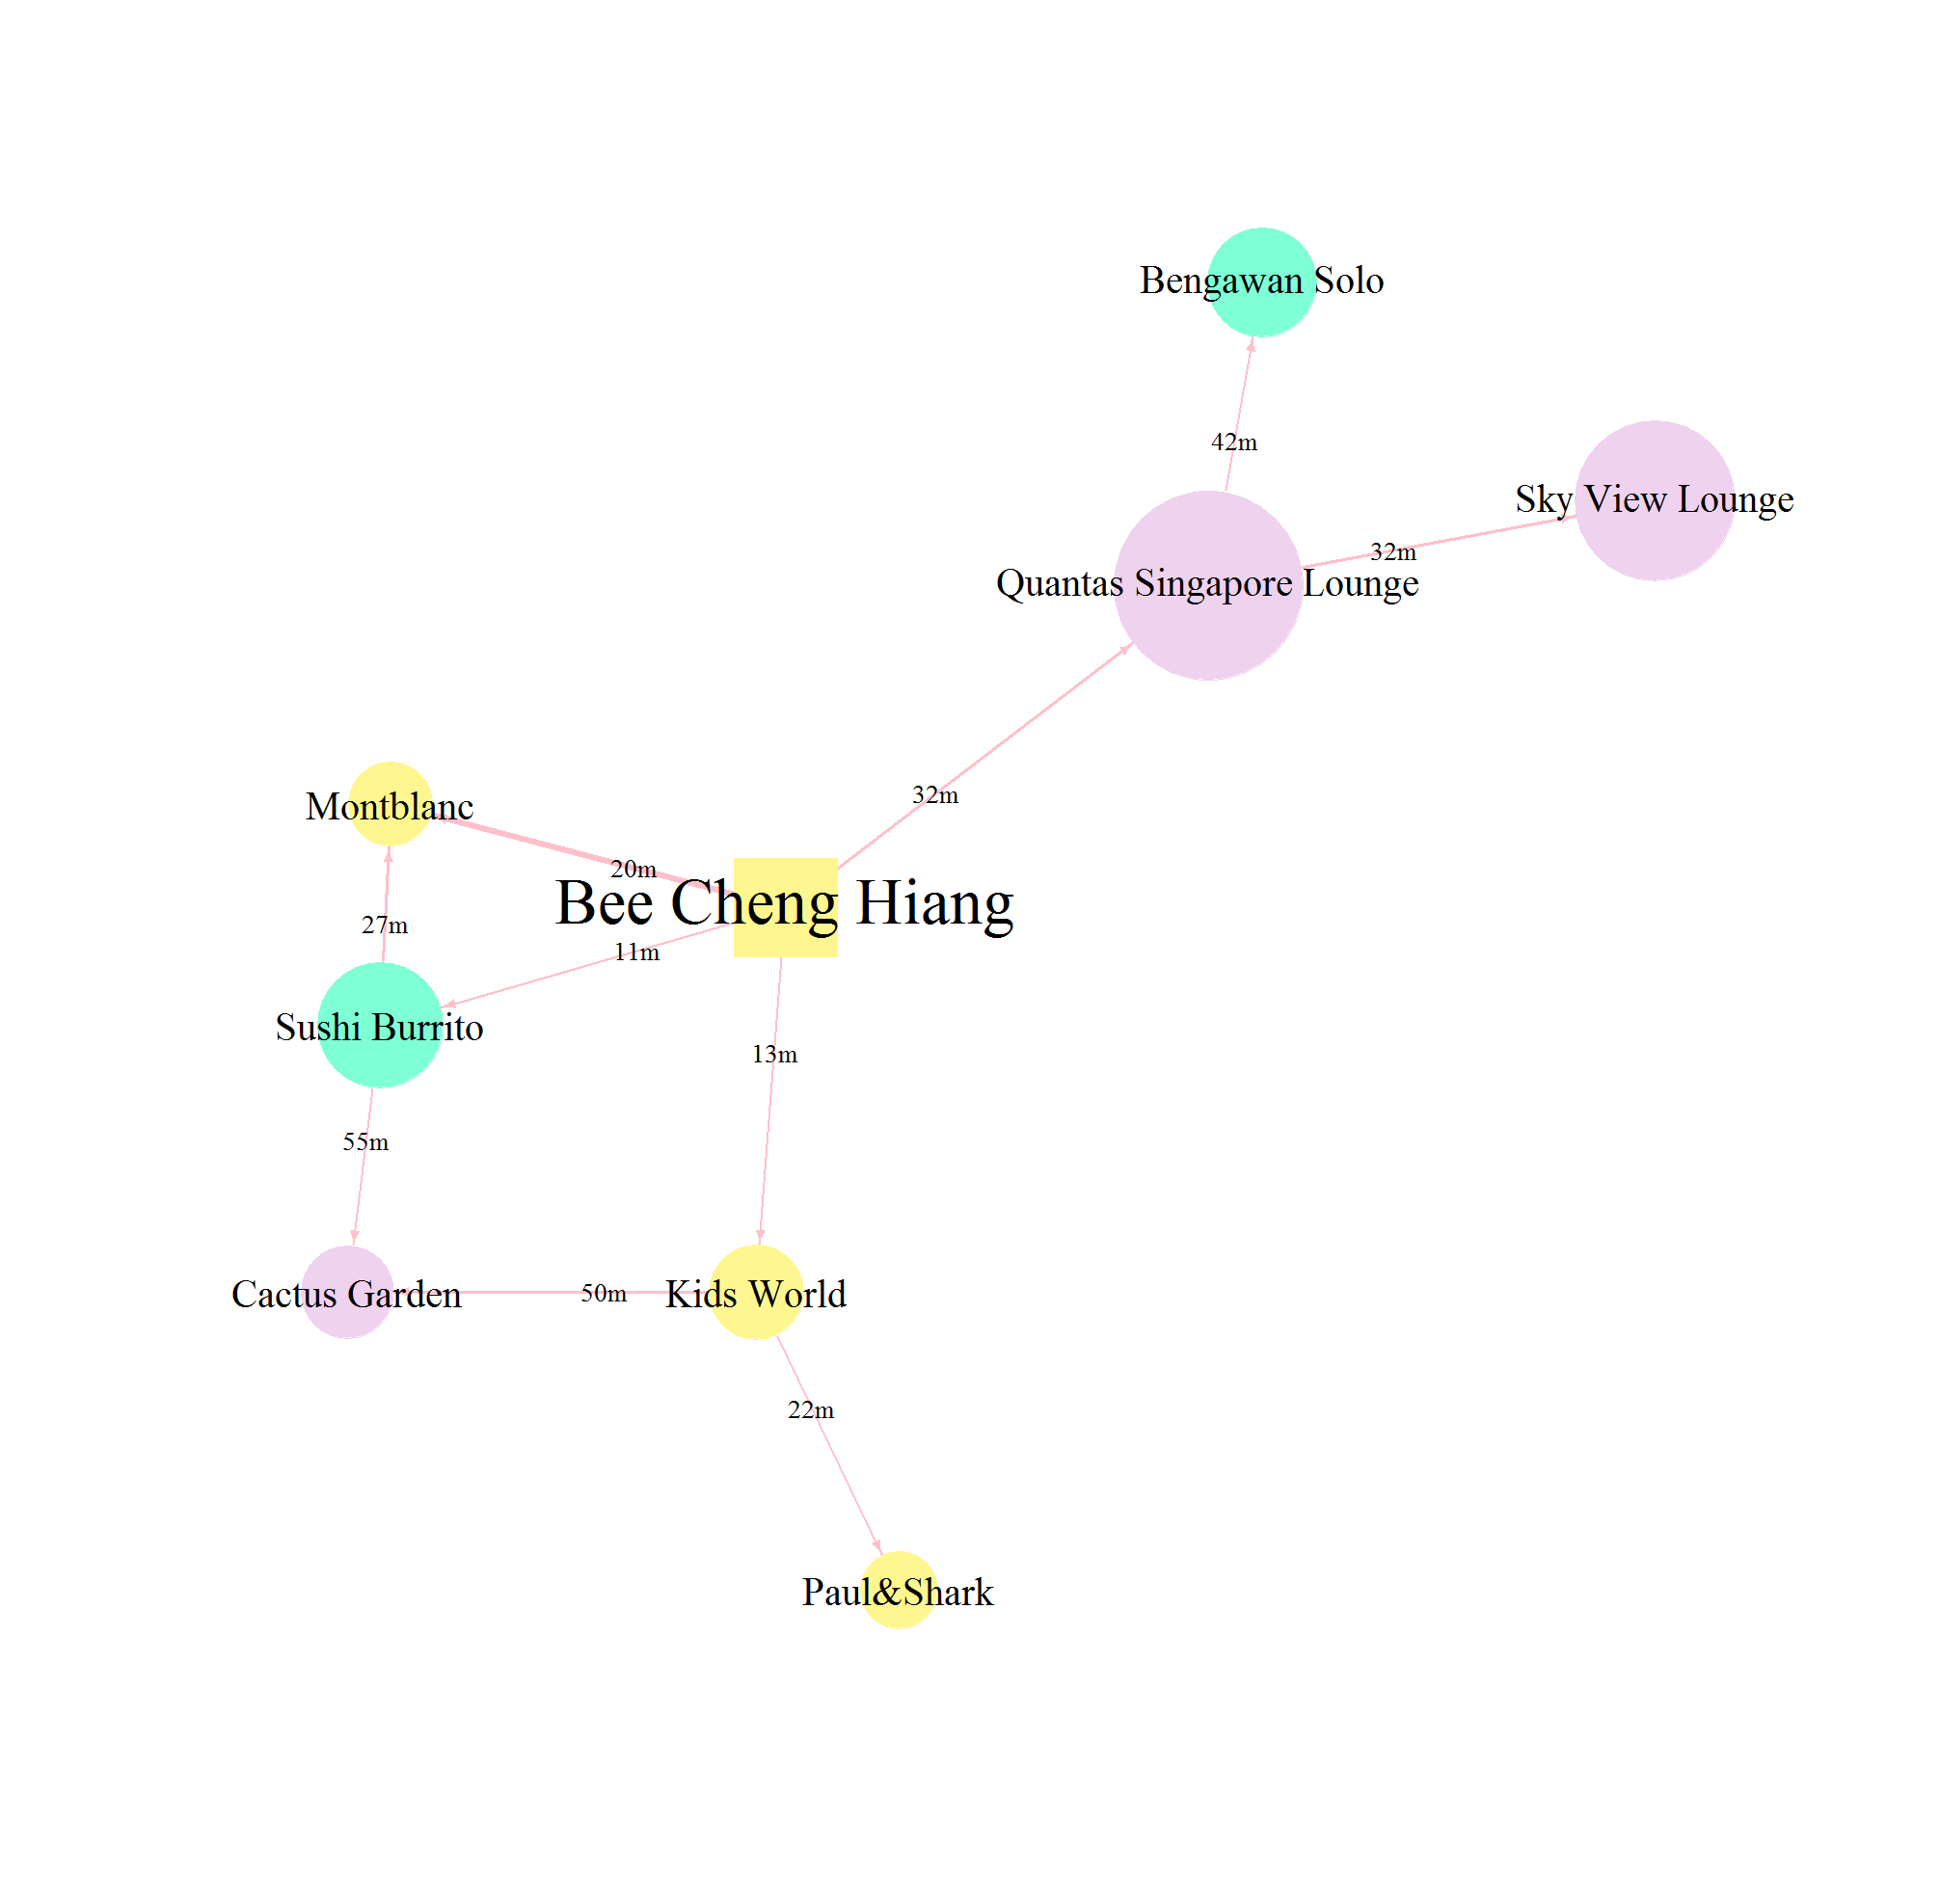 Bengawan Solo
42m
Sky View Lounge
32m
Quantas Singapore Lounge
32m
Montblanc
20m
Bee Cheng Hiang
27m
11m
Sushi Burrito
13m
55m
Cactus Garden
50m
Kids World
22m
Paul&Shark